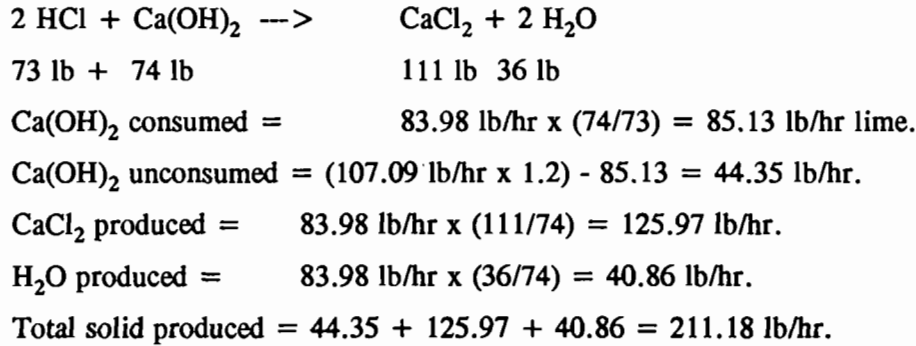 2 HCl + Ca(OH)₂ ---> CaCl₂ + 2 H₂O
73 lb + 74 lb 111 lb 36 lb
Ca(OH)₂ consumed = 83.98 lb/hr x (74/73) = 85.13 lb/hr lime.
Ca(OH)₂ unconsumed = (107.09 lb/hr x 1.2) - 85.13 = 44.35 lb/hr.
CaCl₂ produced = 83.98 lb/hr x (111/74) = 125.97 lb/hr.
H₂O produced = 83.98 lb/hr x (36/74) = 40.86 lb/hr.
Total solid produced = 44.35 + 125.97 + 40.86 = 211.18 lb/hr.